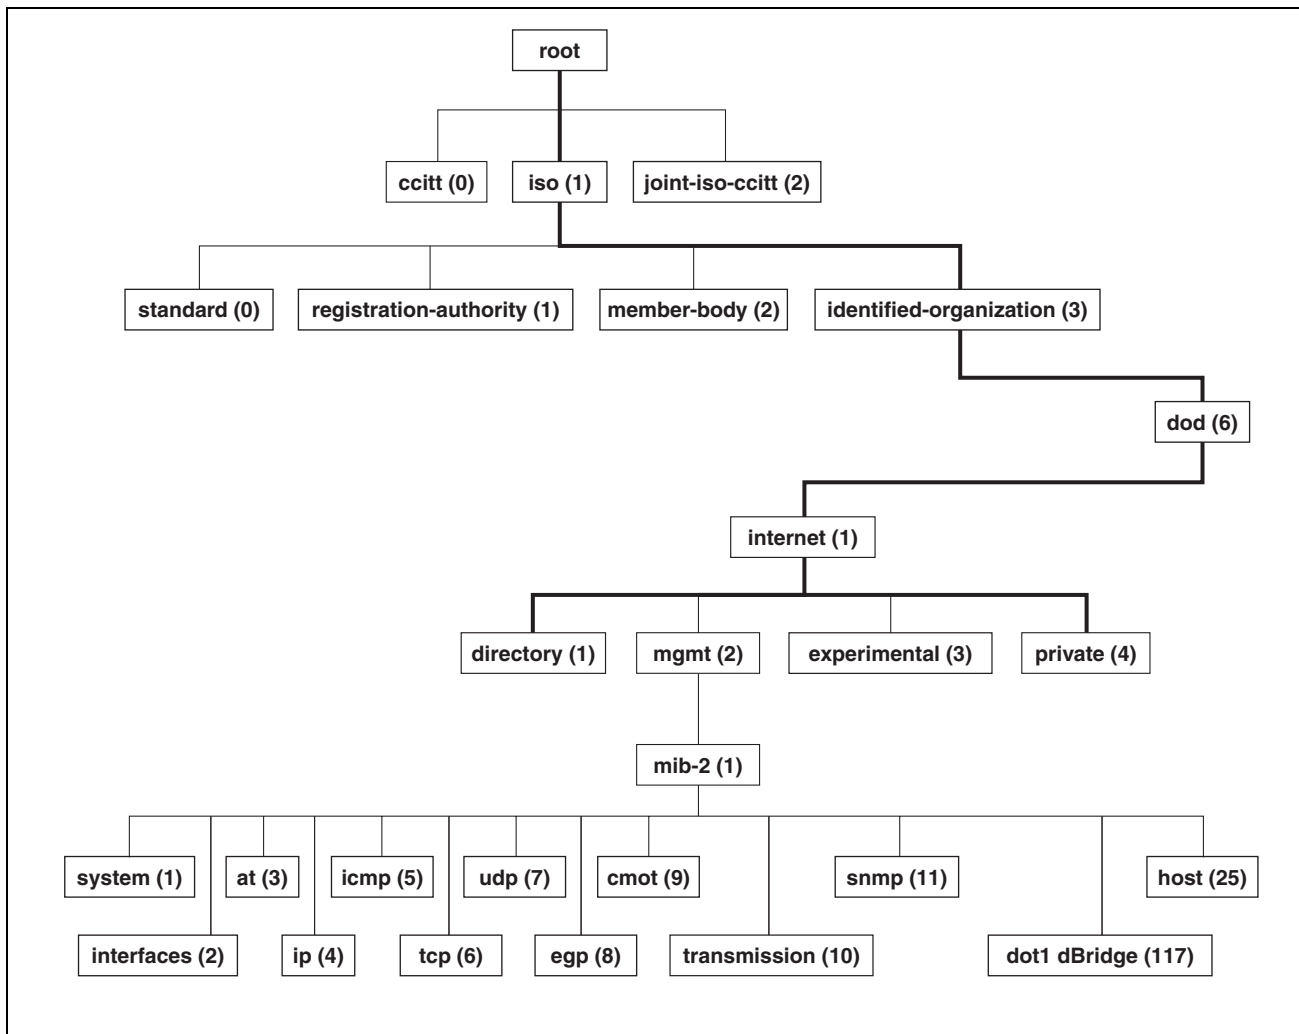 root
ccitt (0)
iso (1)
joint-iso-ccitt (2)
standard (0)
registration-authority (1)
member-body (2)
identified-organization (3)
dod (6)
internet (1)
directory (1)
mgmt (2)
experimental (3)
private (4)
mib-2 (1)
system (1)
at (3)
icmp (5)
udp (7)
cmot (9)
snmp (11)
host (25)
interfaces (2)
ip (4)
tcp (6)
egp (8)
transmission (10)
dot1 dBridge (117)